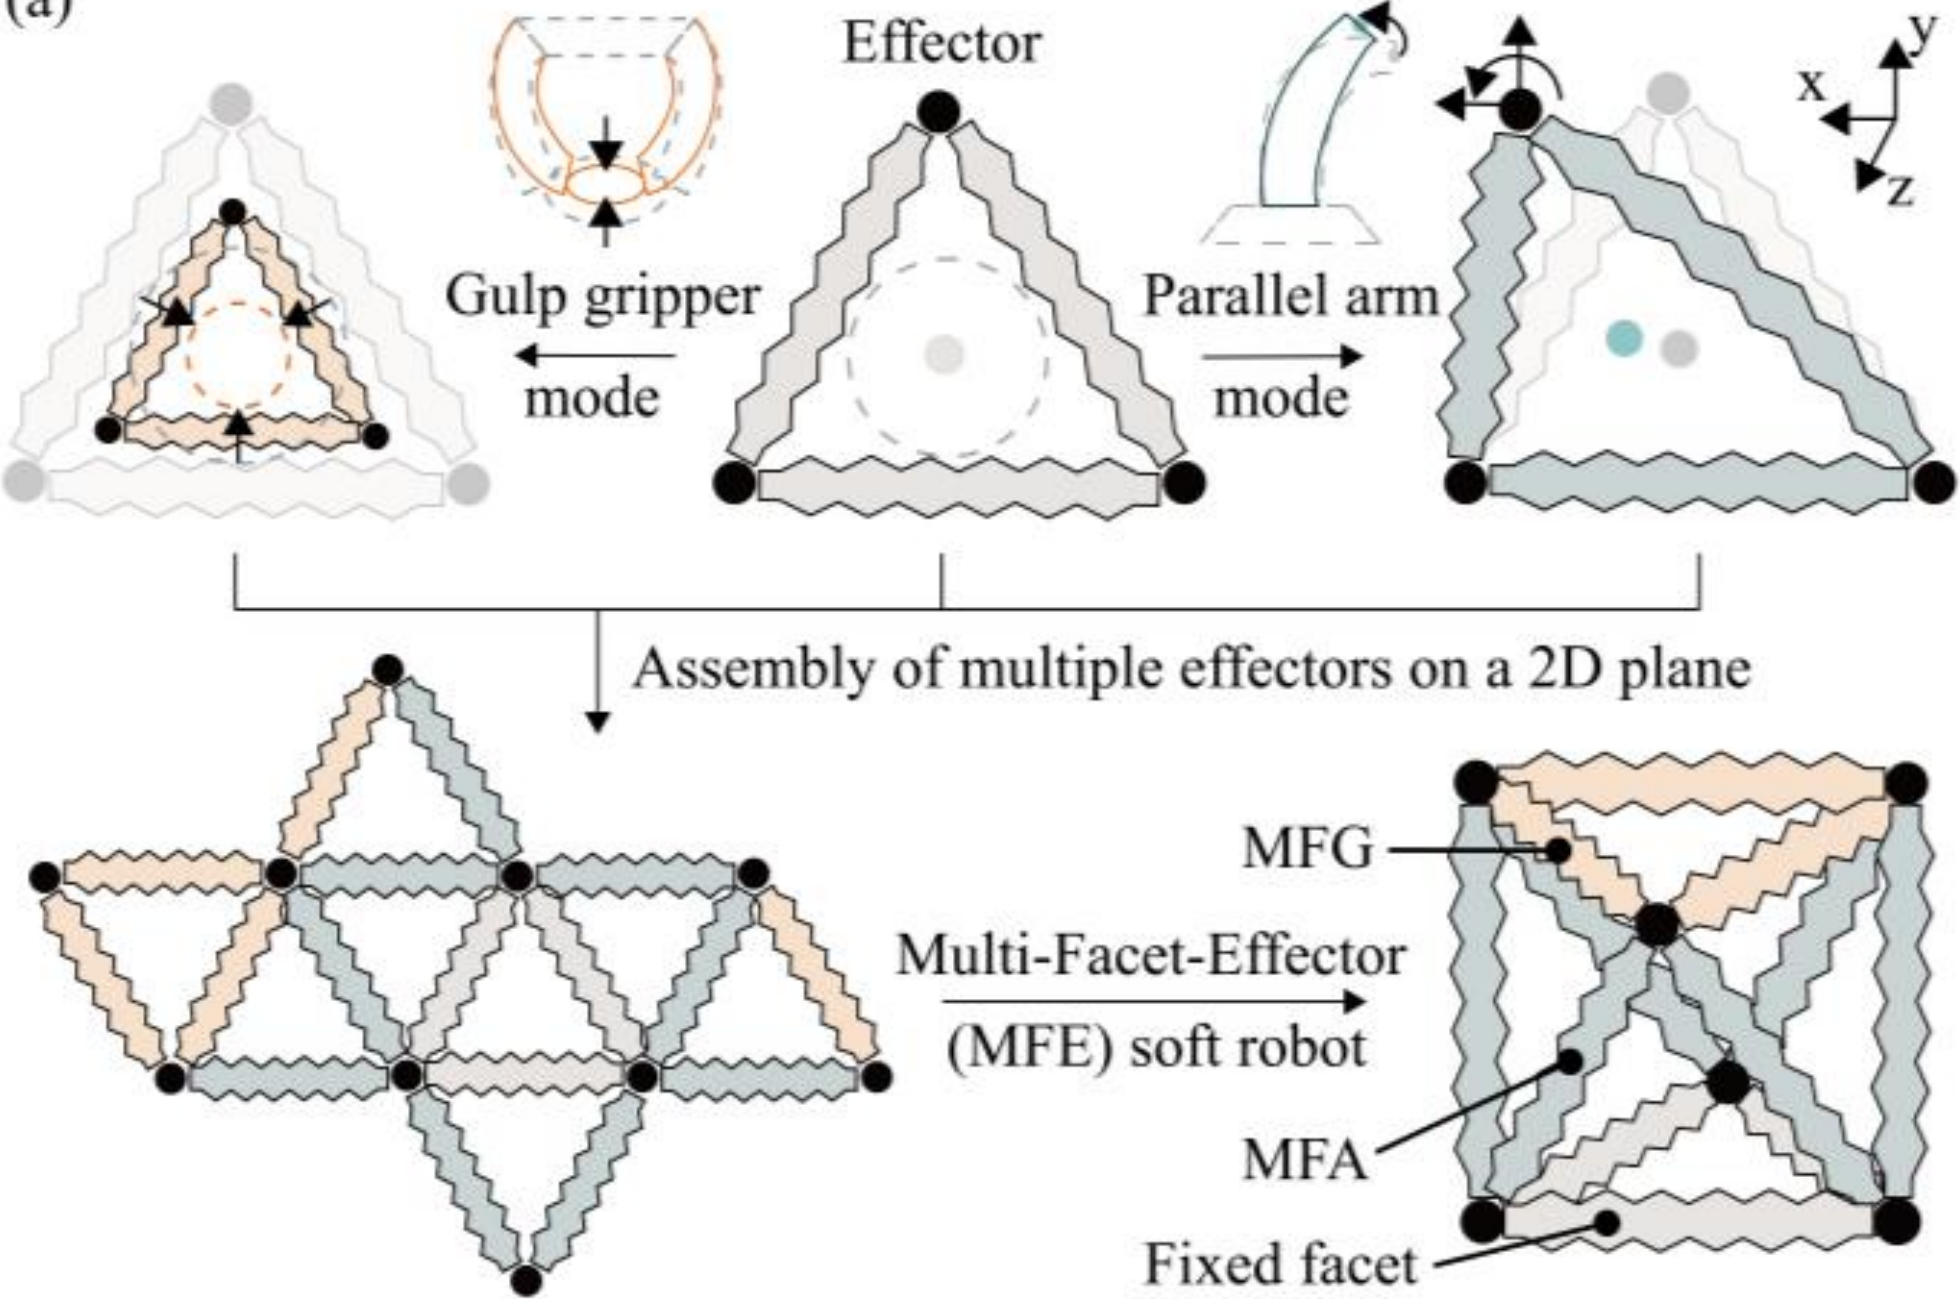 (a)
Effector
y
x
z
Gulp gripper
mode
Parallel arm
mode
Assembly of multiple effectors on a 2D plane
MFG
Multi-Facet-Effector
(MFE) soft robot
MFA
Fixed facet